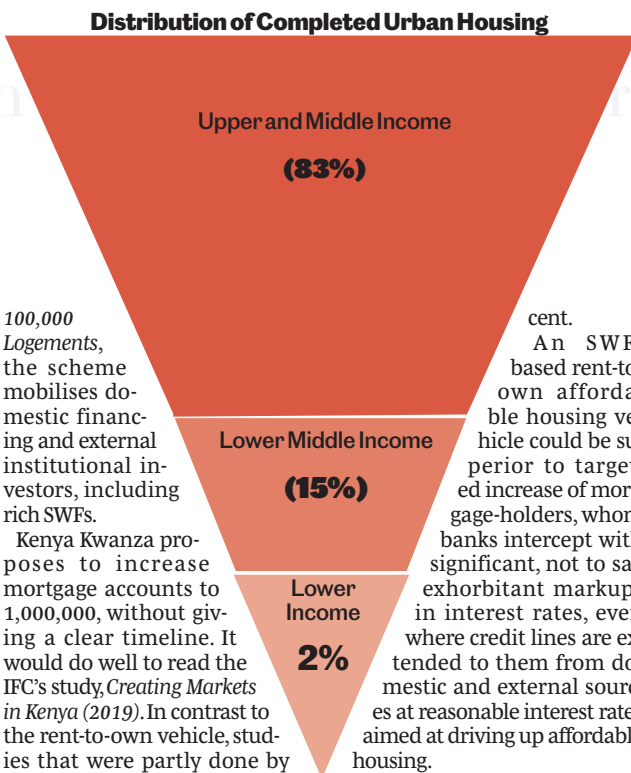 Distribution of Completed Urban Housing
Upper and Middle Income
(83%)
Lower Middle Income
(15%)
Lower
Income
2%
100,000
Logements,
the scheme
mobilises do-
mestic financ-
ing and external
institutional in-
vestors, including
rich SWFs.
Kenya Kwanza pro-
poses to increase
mortgage accounts to
1,000,000, without giv-
ing a clear timeline. It
would do well to read the
IFC's study, Creating Markets
in Kenya (2019). In contrast to
the rent-to-own vehicle, stud-
ies that were partly done by
cent.
An SWF
based rent-to
own afforda
ble housing ve
hicle could be su
perior to target
ed increase of mor
gage-holders, whom
banks intercept with
significant, not to sa
exhorbitant markup
in interest rates, eve
where credit lines are ex
tended to them from do
mestic and external sourc
es at reasonable interest rate
aimed at driving up affordabl
housing.